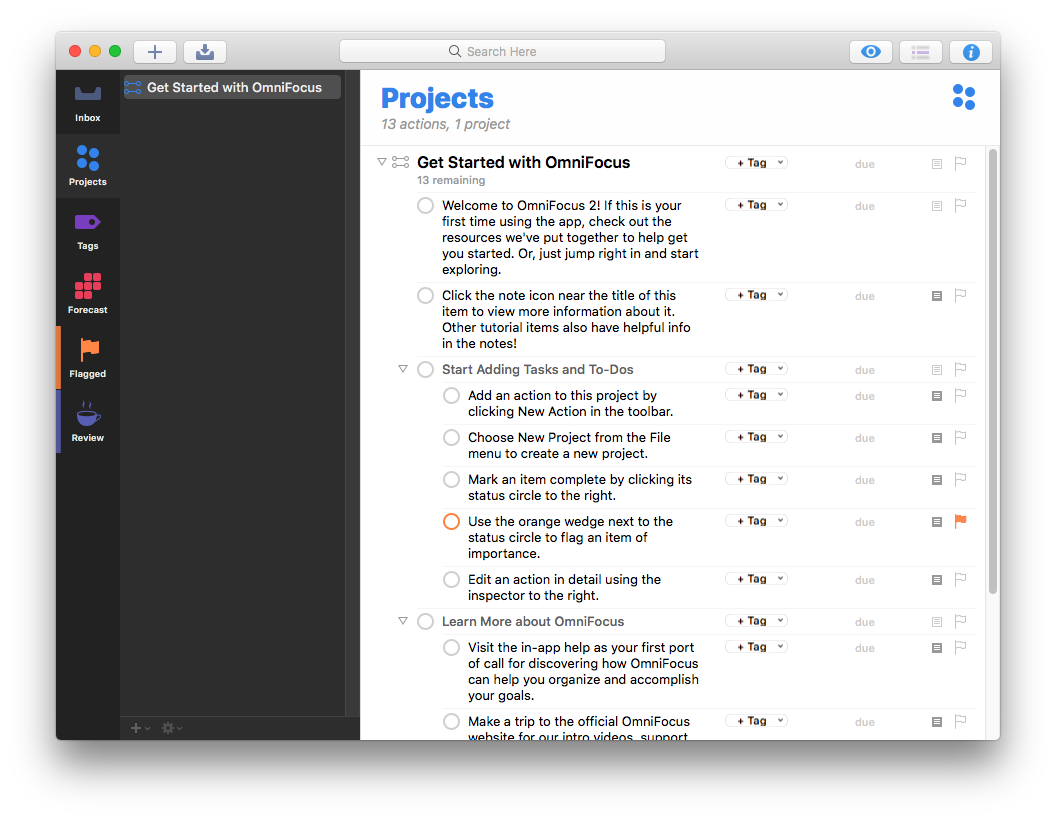 Search Here
Inbox
Projects
Tags
Forecast
Flagged
Review
Get Started with OmniFocus
Projects
13 actions, 1 project
Get Started with OmniFocus + Tag due
13 remaining
Welcome to OmniFocus 2! If this is your + Tag due
first time using the app, check out the
resources we've put together to help get
you started. Or, just jump right in and start
exploring.
Click the note icon near the title of this + Tag due
item to view more information about it.
Other tutorial items also have helpful info
in the notes!
Start Adding Tasks and To-Dos + Tag due
Add an action to this project by + Tag due
clicking New Action in the toolbar.
Choose New Project from the File + Tag due
menu to create a new project.
Mark an item complete by clicking its + Tag due
status circle to the right.
Use the orange wedge next to the + Tag due
status circle to flag an item of
importance.
Edit an action in detail using the + Tag due
inspector to the right.
Learn More about OmniFocus + Tag due
Visit the in-app help as your first port + Tag due
of call for discovering how OmniFocus
can help you organize and accomplish
your goals.
Make a trip to the official OmniFocus + Tag due
website for our intro videos, support